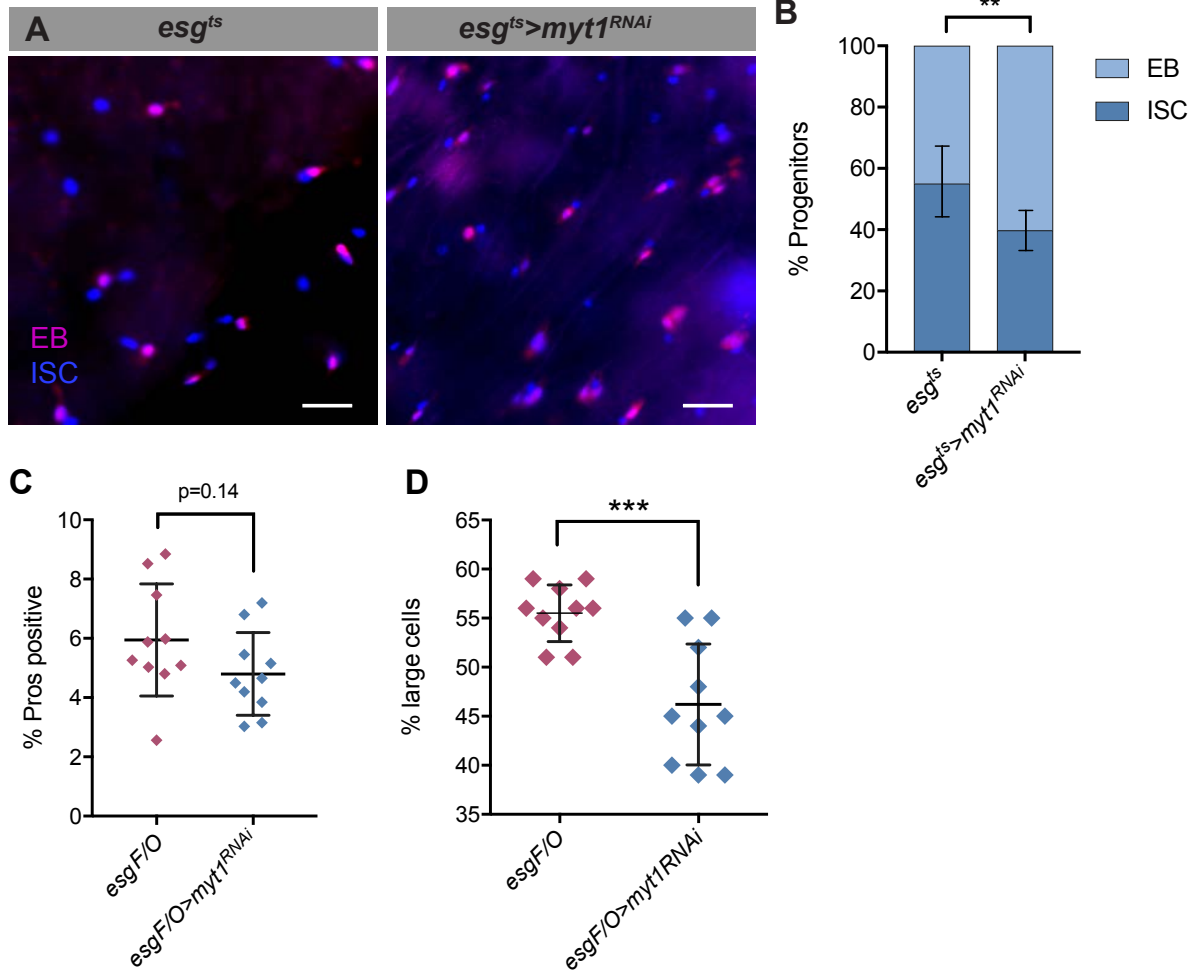 A esg^ts
esg^ts>myt1^RNAi
EB
ISC
B
**
100
80
60
40
20
0
% Progenitors
esg^ts
esg^ts>myt1^RNAi
EB
ISC
C
p=0.14
10
8
6
4
2
0
% Pros positive
esgF/O
esgF/O>myt1^RNAi
D
***
65
60
55
50
45
40
35
% large cells
esgF/O
esgF/O>myt1RNAi